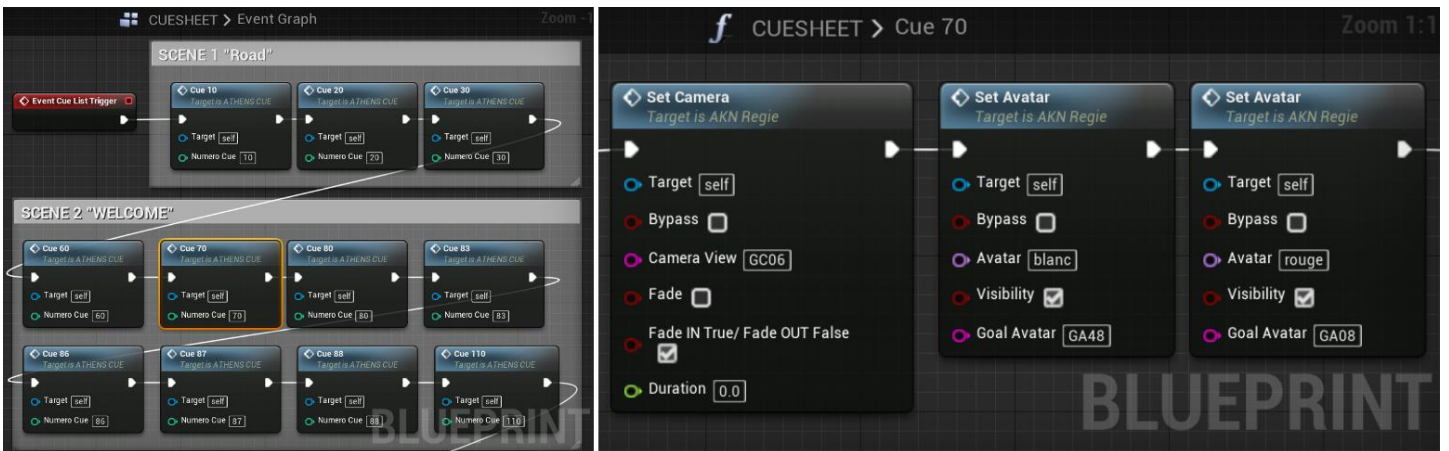 CUESHEET > Event Graph
Zoom -1
SCENE 1 "Road"
Event Cue List Trigger
Cue 10
Target is ATHENS CUE
Target self
Numero Cue 10
Cue 20
Target is ATHENS CUE
Target self
Numero Cue 20
Cue 30
Target is ATHENS CUE
Target self
Numero Cue 30
SCENE 2 "WELCOME"
Cue 60
Target is ATHENS CUE
Target self
Numero Cue 60
Cue 70
Target is ATHENS CUE
Target self
Numero Cue 70
Cue 80
Target is ATHENS CUE
Target self
Numero Cue 80
Cue 83
Target is ATHENS CUE
Target self
Numero Cue 83
Cue 86
Target is ATHENS CUE
Target self
Numero Cue 86
Cue 87
Target is ATHENS CUE
Target self
Numero Cue 87
Cue 88
Target is ATHENS CUE
Target self
Numero Cue 88
Cue 110
Target is ATHENS CUE
Target self
Numero Cue 110
BLUEPRINT
CUESHEET > Cue 70
Zoom 1:1
Set Camera
Target is AKN Regie
Target self
Bypass
Camera View GC06
Fade
Fade IN True/ Fade OUT False
Duration 0.0
Set Avatar
Target is AKN Regie
Target self
Bypass
Avatar blanc
Visibility
Goal Avatar GA48
Set Avatar
Target is AKN Regie
Target self
Bypass
Avatar rouge
Visibility
Goal Avatar GA08
BLUEPRINT